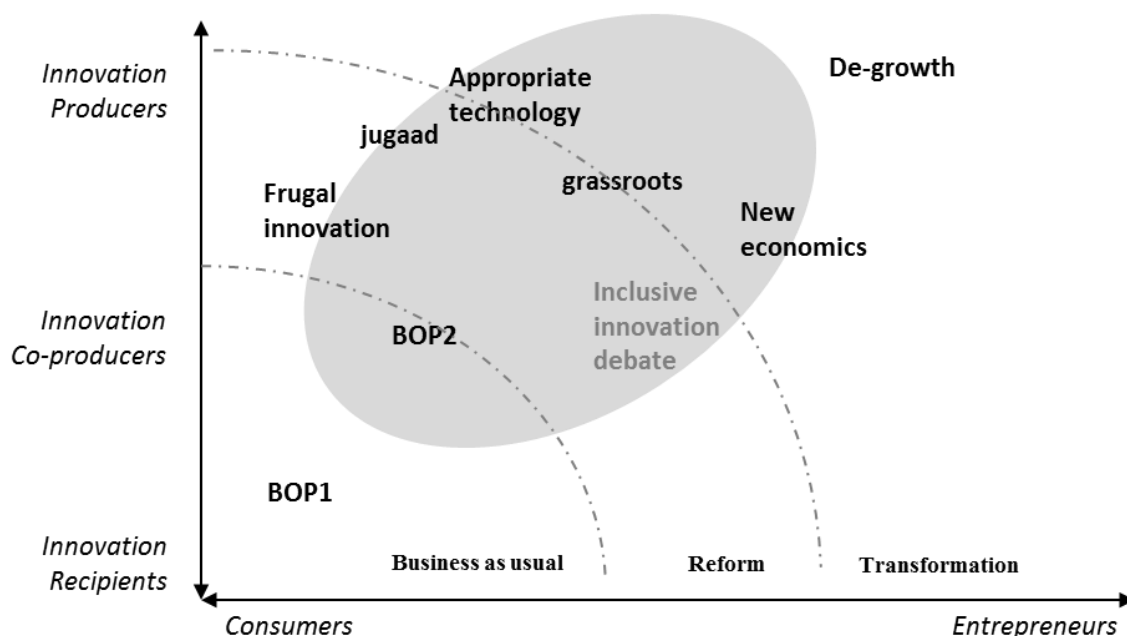 Innovation
Producers
Appropriate
technology
De-growth
jugaad
grassroots
Frugal
innovation
New
economics
Inclusive
innovation
debate
Innovation
Co-producers
BOP2
BOP1
Innovation
Recipients
Business as usual
Reform
Transformation
Consumers
Entrepreneurs